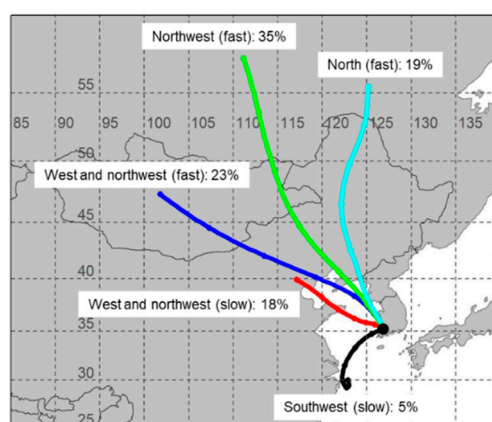 Northwest (fast): 35%
North (fast): 19%
55
85 90 95 100 105 110 115 120 125 130 135
50
West and northwest (fast): 23%
45
40
West and northwest (slow): 18%
35
30
Southwest (slow): 5%
25